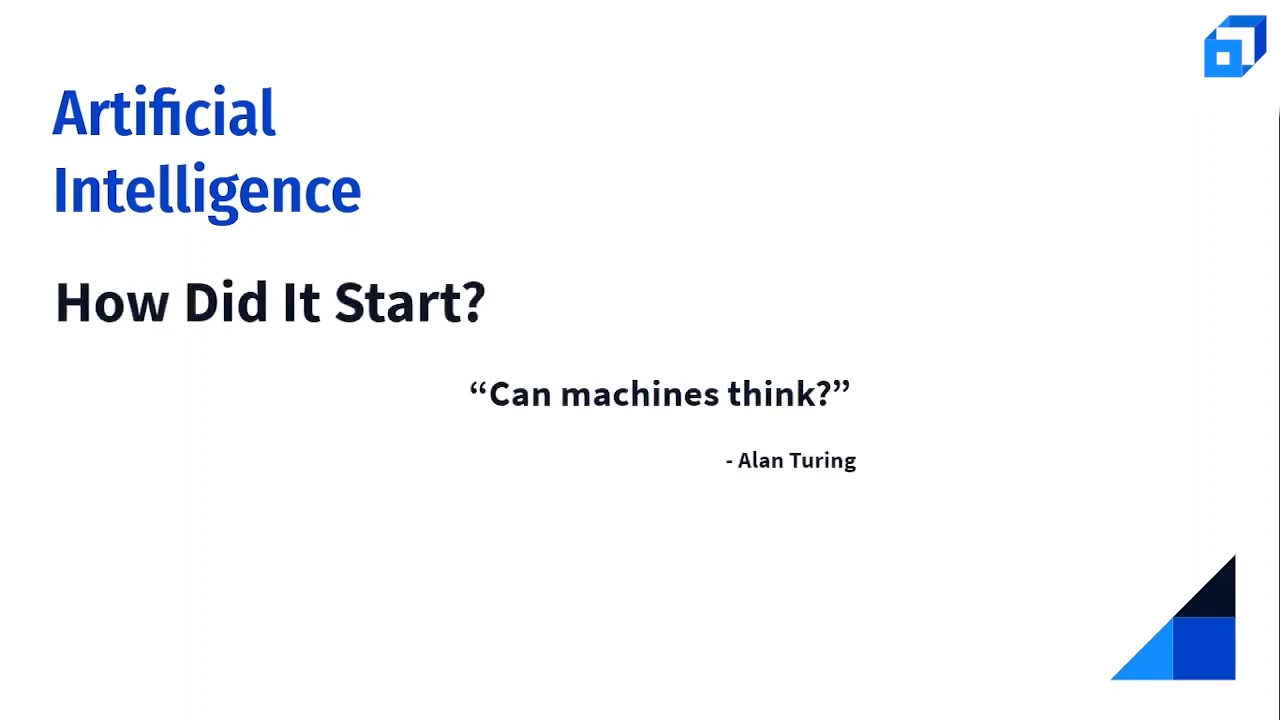 Artificial
Intelligence
How Did It Start?
“Can machines think?”
- Alan Turing